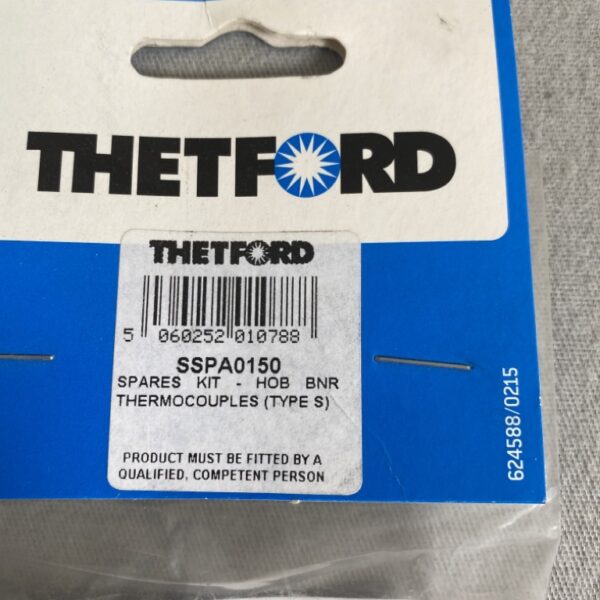 THETFORD
THETFORD
5 060252 010788
SSPA0150
SPARES KIT - HOB BNR
THERMOCOUPLES (TYPE S)
PRODUCT MUST BE FITTED BY A
QUALIFIED, COMPETENT PERSON
624588/0215